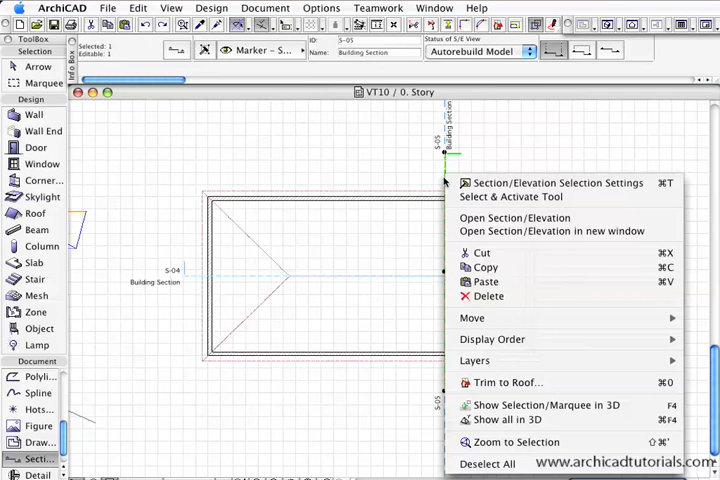 ArchiCAD File Edit View Design Document Options Teamwork Window Help
ToolBox
Selection
Arrow
Marquee
Design
Wall
Wall End
Door
Window
Corner...
Skylight
Roof
Beam
Column
Slab
Stair
Mesh
Zone
Object
Lamp
Document
Polyli...
Spline
Hots...
Figure
Draw...
Secti...
Detail
Info Box
Selected: 1
Editable: 1
Marker - S...
ID:
S-05
Name:
Building Section
Status of S/E View
Autorebuild Model
VT10 / 0. Story
S-05
Building Section
S-04
Building Section
S-05
Section/Elevation Selection Settings ⌘T
Select & Activate Tool
Open Section/Elevation
Open Section/Elevation in new window
Cut ⌘X
Copy ⌘C
Paste ⌘V
Delete
Move
Display Order
Layers
Trim to Roof... ⌘0
Show Selection/Marquee in 3D F4
Show all in 3D ⌘F4
Zoom to Selection ⇧⌘'
Deselect All
www.archicadtutorials.com